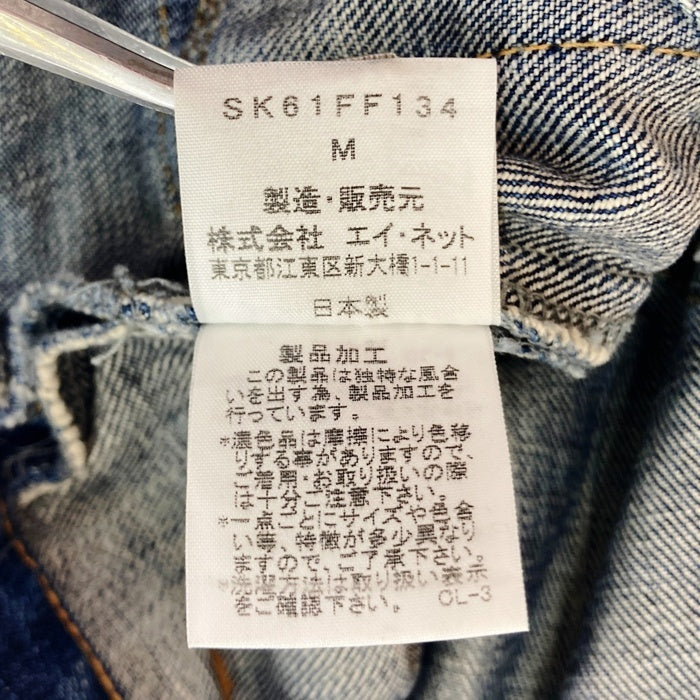 SK61FF134
M
製造・販売元
株式会社 エイ・ネット
東京都江東区新大橋1-1-11
日本製
製品加工
この製品は独特な風合
いを出す為、製品加工を
行っています。
*濃色品は摩擦により色移
りする事がありますので、
ご着用・お取り扱いの際
は十分ご注意下さい。
*一点ごとにサイズや色合
い等、特徴が多少異なり
ますので、ご了承下さい。
*洗濯方法は取り扱い表示
をご確認下さい。 CL-3